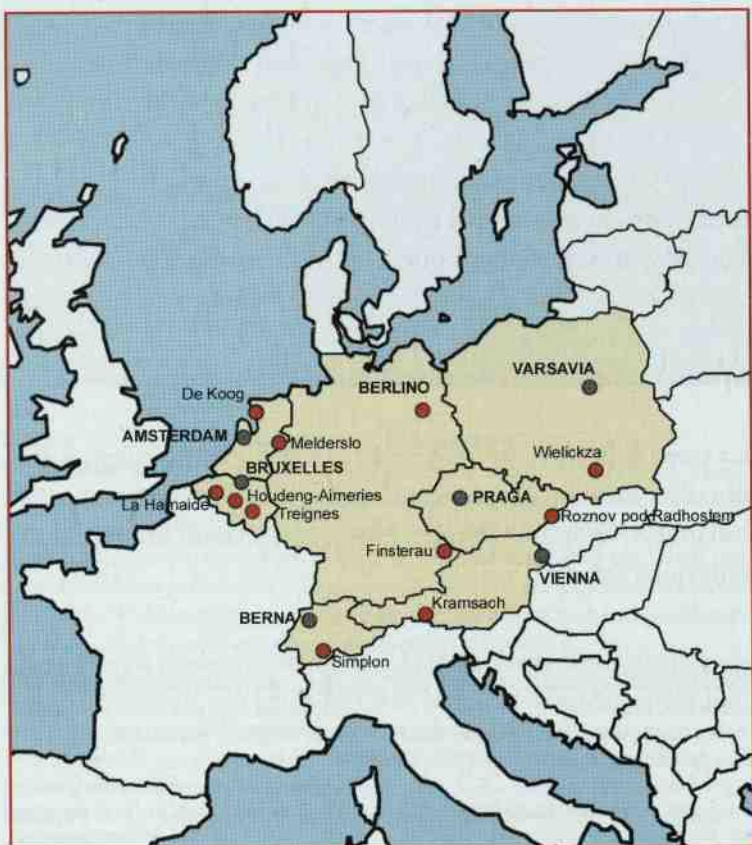 VARSAVIA
De Koog
BERLINO
AMSTERDAM
Melderslo
Wielickza
BRUXELLES
La Hamaide
Houdeng-Aimeries
PRAGA
Treignes
Roznov pod Radhostem
Finsterau
VIENNA
Kramsach
BERNA
Simplon